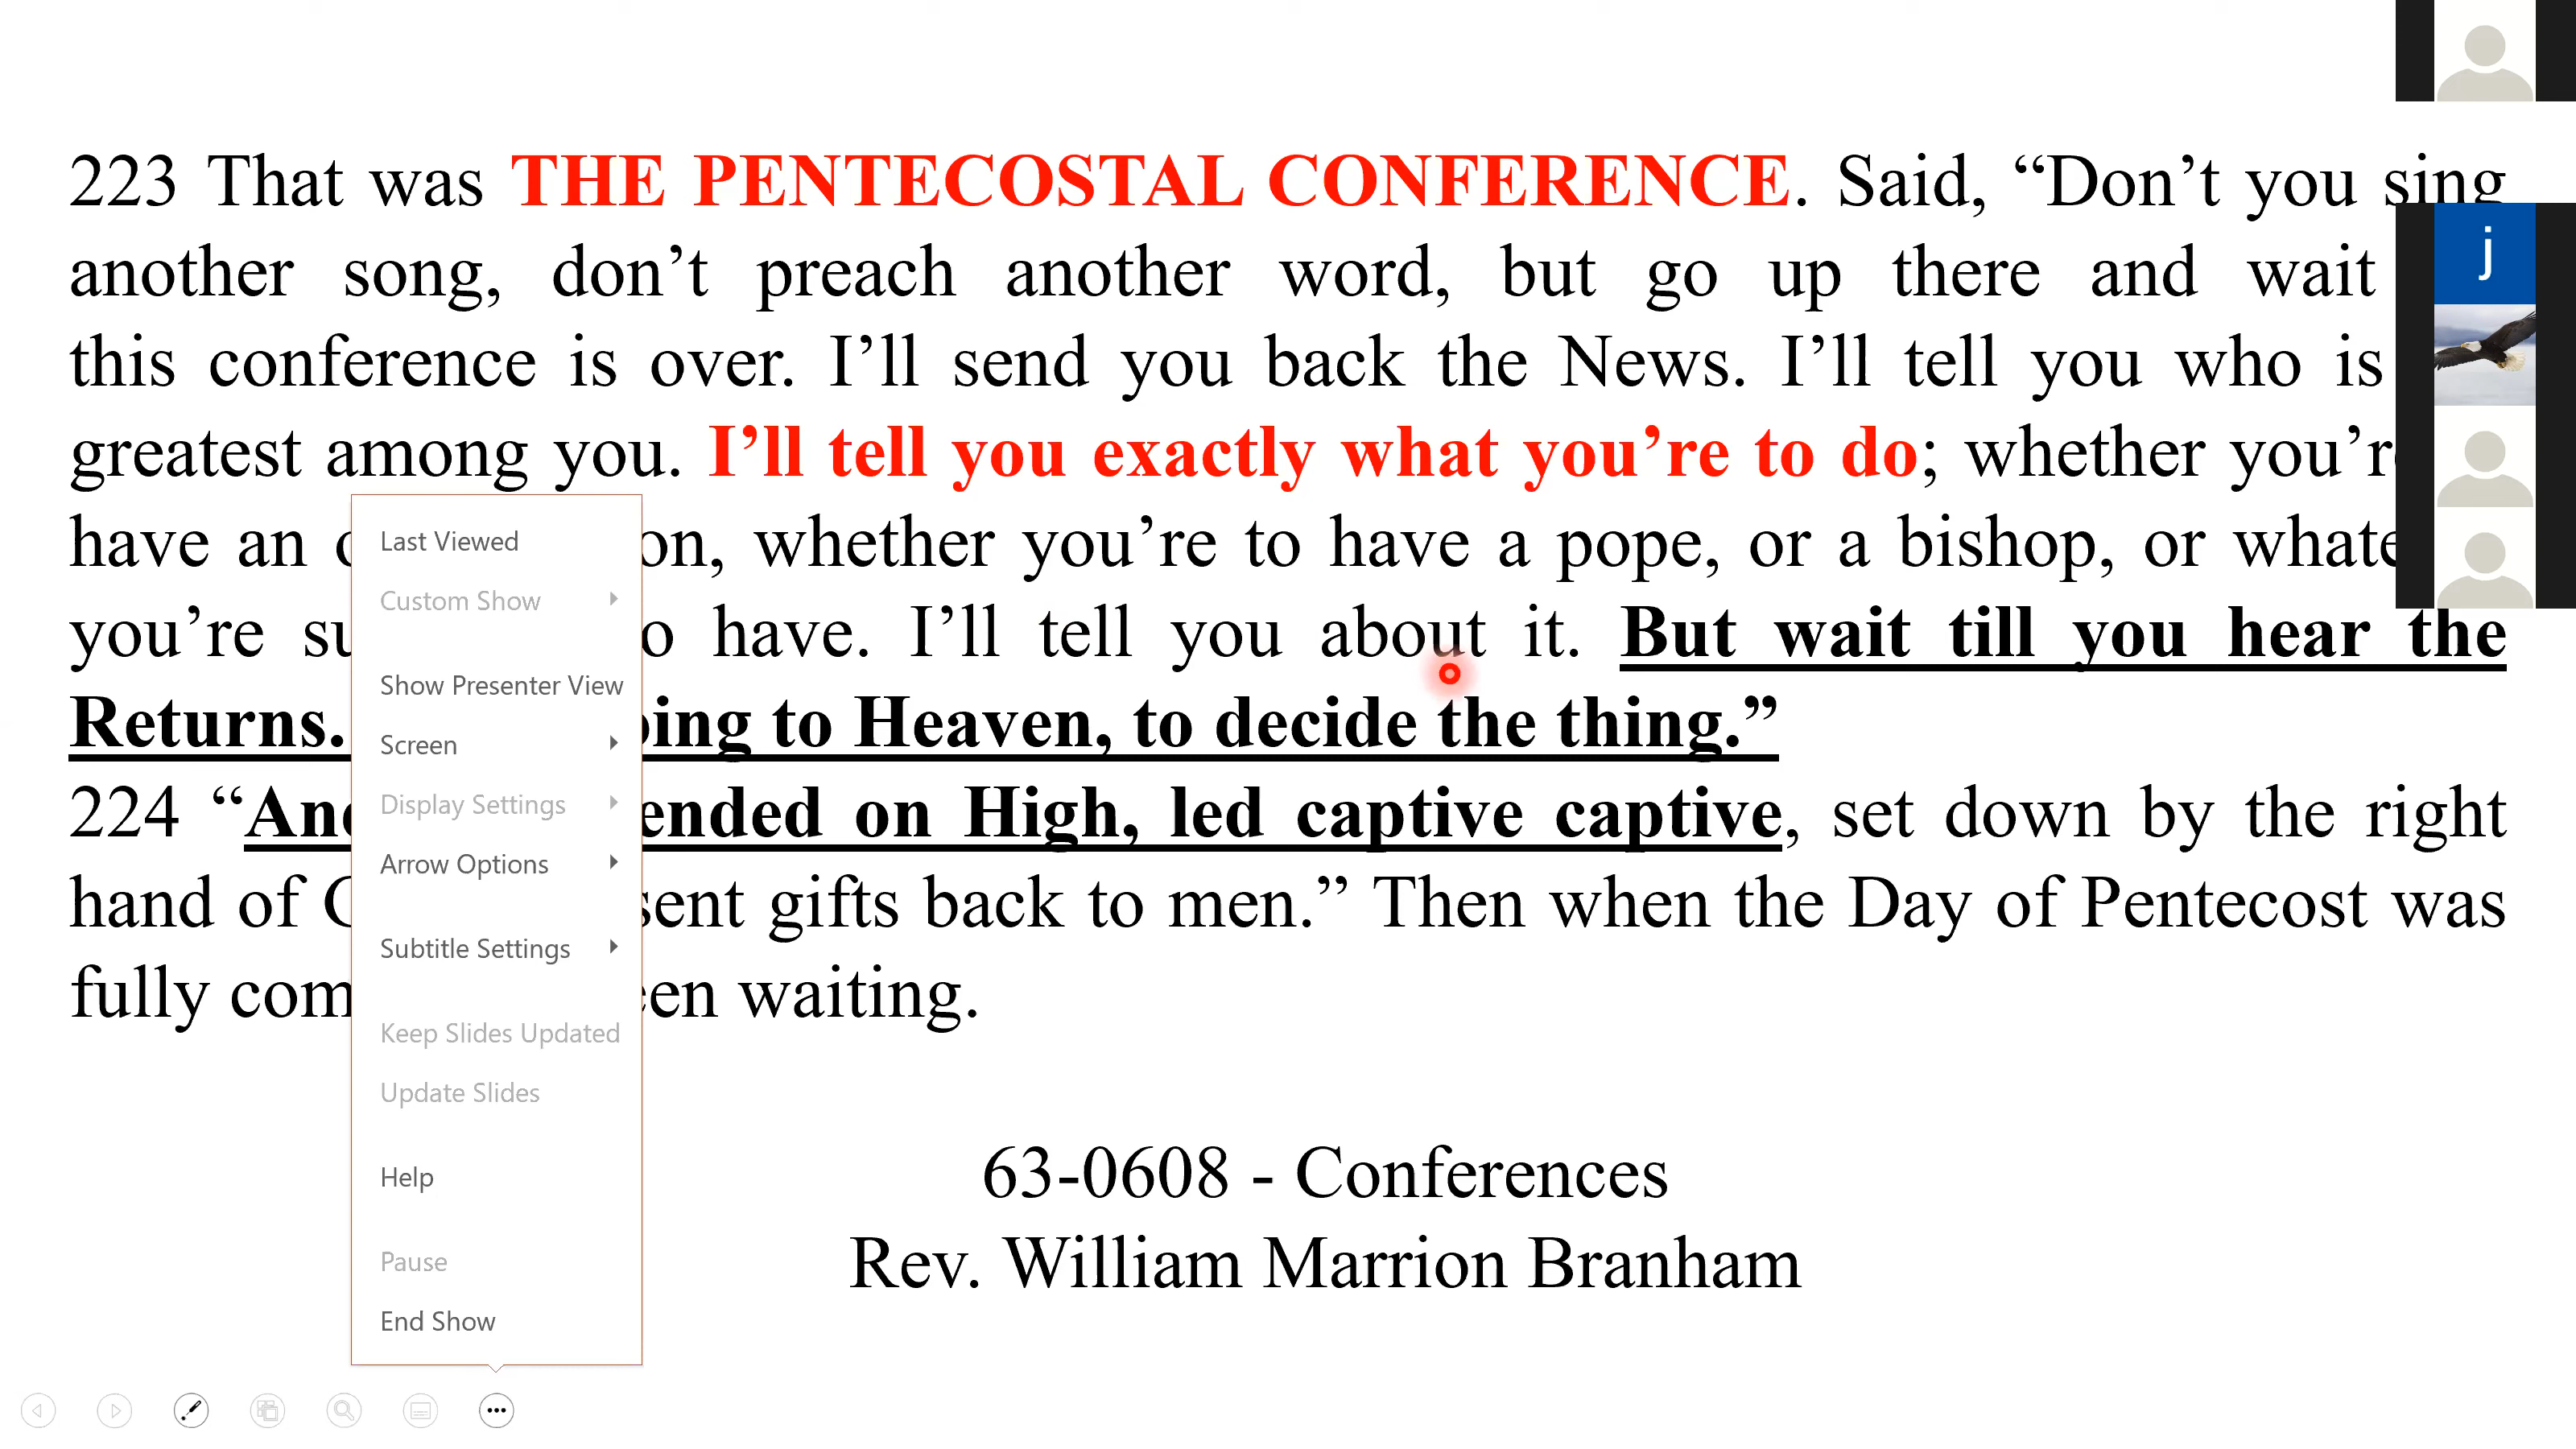 223 That was THE PENTECOSTAL CONFERENCE. Said, “Don’t you sing
another song, don’t preach another word, but go up there and wait
this conference is over. I’ll send you back the News. I’ll tell you who is
greatest among you. I’ll tell you exactly what you’re to do; whether you’r
have an on, whether you’re to have a pope, or a bishop, or whate
you’re su o have. I’ll tell you about it. But wait till you hear the
Returns. oing to Heaven, to decide the thing.”
224 “And ended on High, led captive captive, set down by the right
hand of sent gifts back to men.” Then when the Day of Pentecost was
fully com een waiting.
63-0608 - Conferences
Rev. William Marrion Branham
Last Viewed
Custom Show
Show Presenter View
Screen
Display Settings
Arrow Options
Subtitle Settings
Keep Slides Updated
Update Slides
Help
Pause
End Show
j